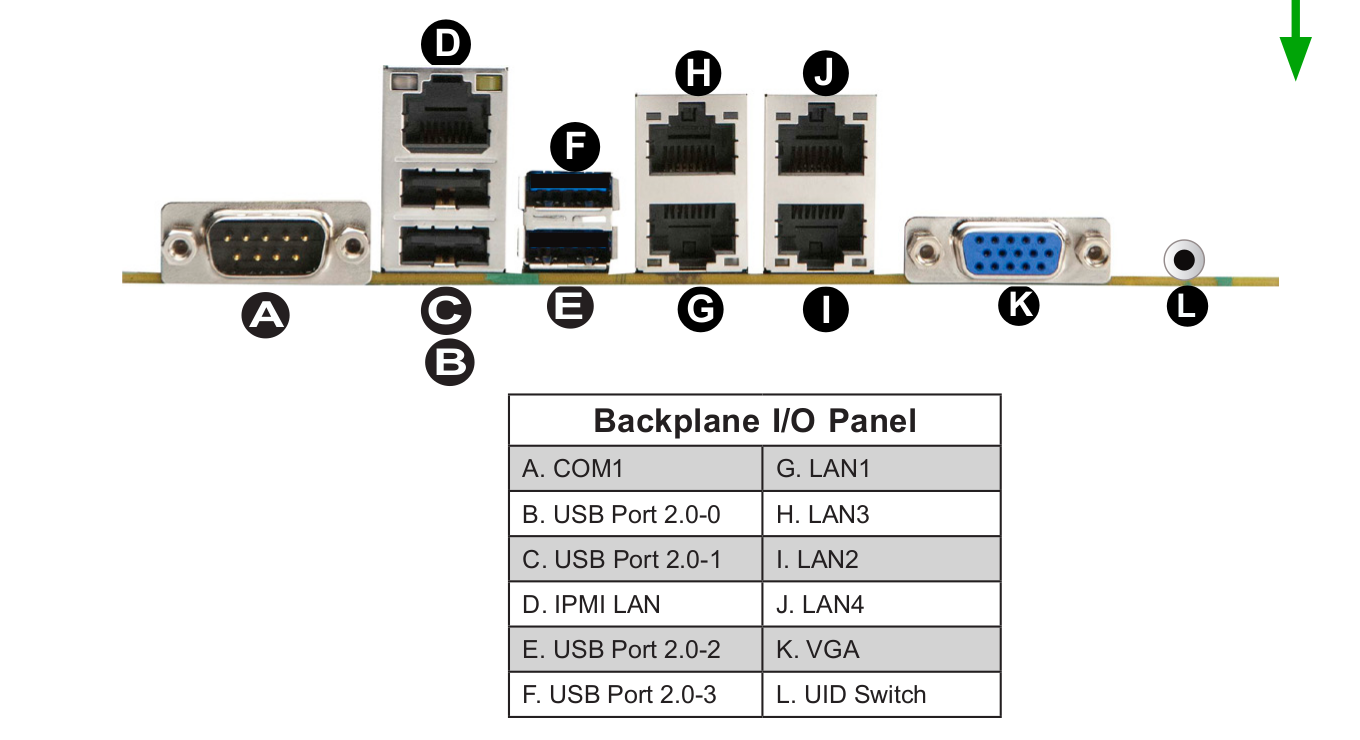 D
H
J
F
A
C
B
E
G
I
K
L
Backplane I/O Panel
A. COM1
G. LAN1
B. USB Port 2.0-0
H. LAN3
C. USB Port 2.0-1
I. LAN2
D. IPMI LAN
J. LAN4
E. USB Port 2.0-2
K. VGA
F. USB Port 2.0-3
L. UID Switch